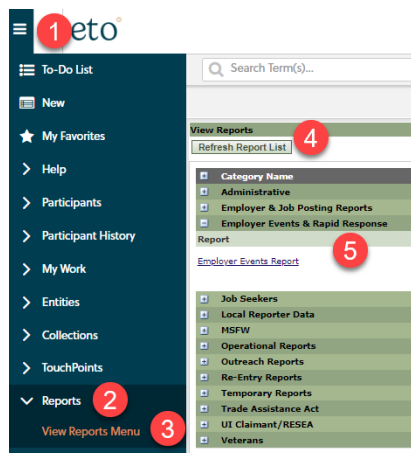 1
eto
To-Do List
Search Term(s)...
New
My Favorites
View Reports
4
Refresh Report List
Help
Category Name
Administrative
Participants
Employer & Job Posting Reports
Employer Events & Rapid Response
Participant History
Report
5
My Work
Employer Events Report
Entities
Job Seekers
Local Reporter Data
Collections
MSFW
Operational Reports
TouchPoints
Outreach Reports
Re-Entry Reports
Reports
2
Temporary Reports
Trade Assistance Act
View Reports Menu
3
UI Claimant/RESEA
Veterans